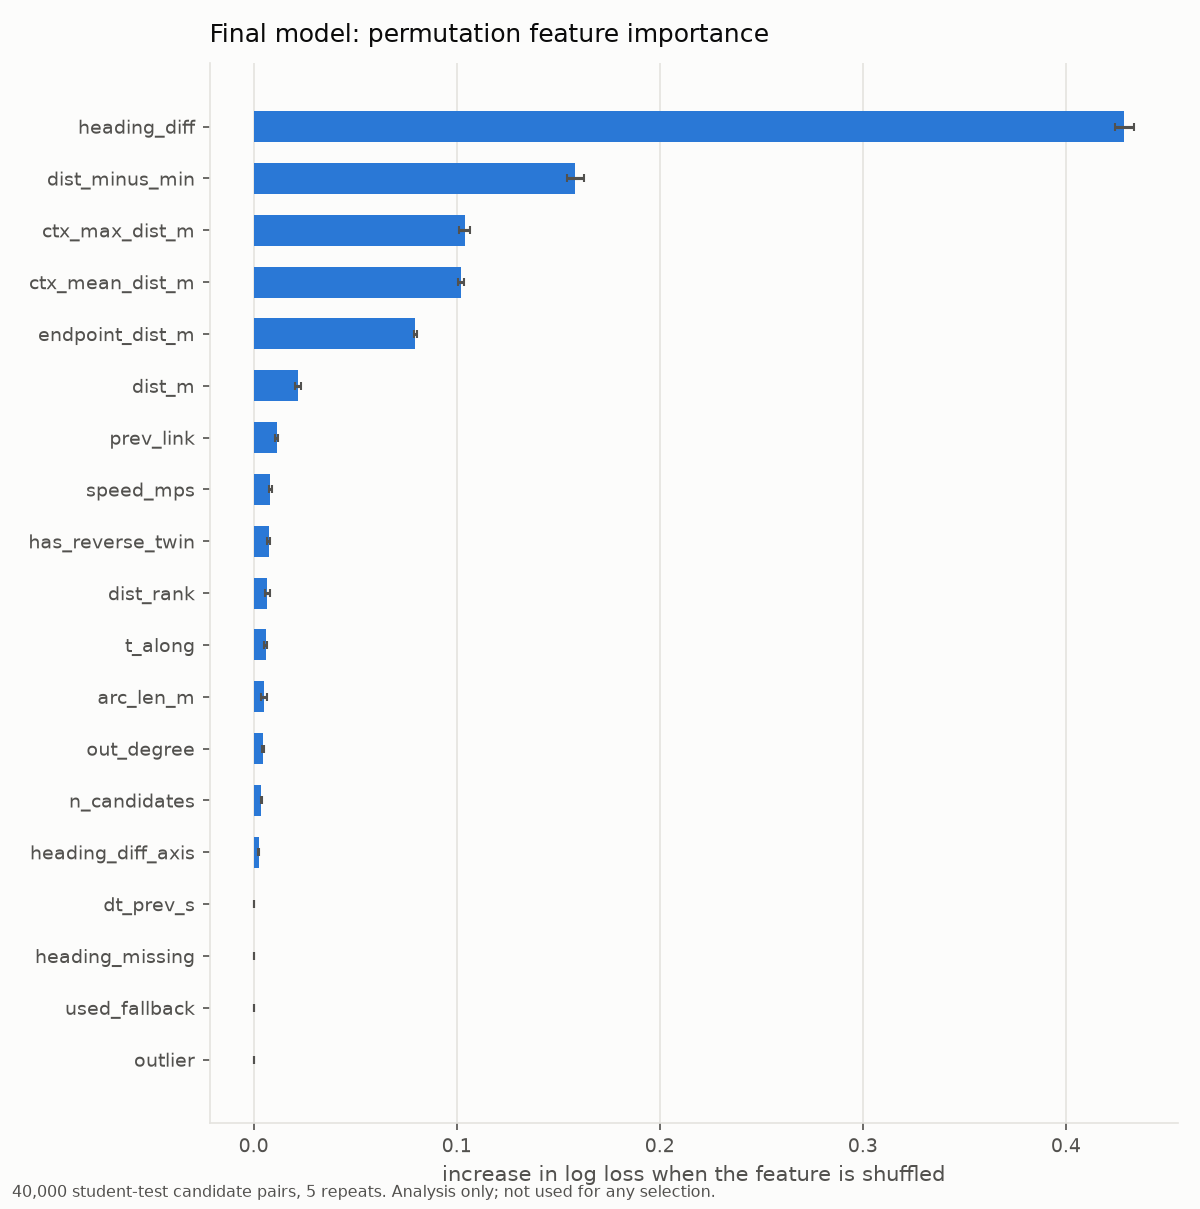 Final model: permutation feature importance
heading_diff
dist_minus_min
ctx_max_dist_m
ctx_mean_dist_m
endpoint_dist_m
dist_m
prev_link
speed_mps
has_reverse_twin
dist_rank
t_along
arc_len_m
out_degree
n_candidates
heading_diff_axis
dt_prev_s
heading_missing
used_fallback
outlier
0.0 0.1 0.2 0.3 0.4
increase in log loss when the feature is shuffled
40,000 student-test candidate pairs, 5 repeats. Analysis only; not used for any selection.